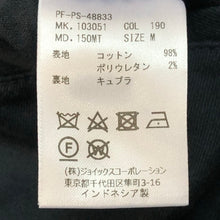 PF-PS-48833
MK. 103051 COL 190
MD. 150MT SIZE M
表地 コットン 98%
ポリウレタン 2%
裏地 キュプラ
(株)ジョイックスコーポレーション
東京都千代田区飯田町3-16
インドネシア製